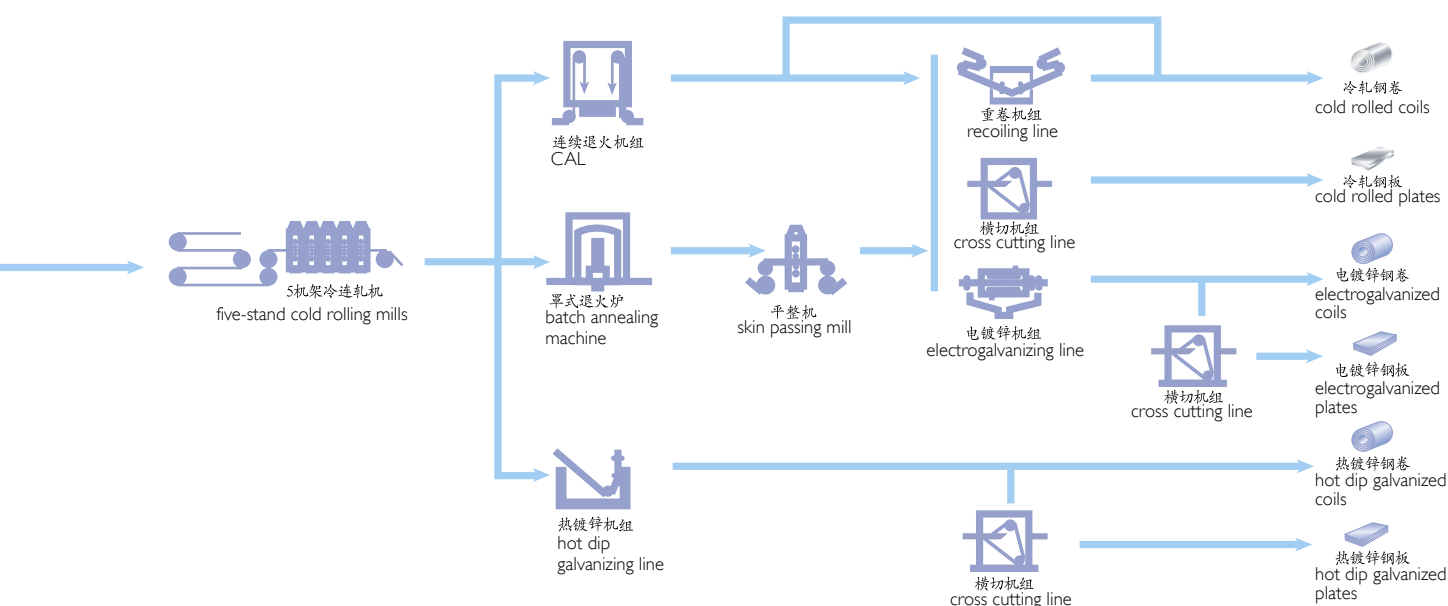 5机架冷连轧机
five-stand cold rolling mills
连续退火机组
CAL
罩式退火炉
batch annealing
machine
热镀锌机组
hot dip
galvanizing line
平整机
skin passing mill
重卷机组
recoiling line
横切机组
cross cutting line
电镀锌机组
electrogalvanizing line
横切机组
cross cutting line
横切机组
cross cutting line
冷轧钢卷
cold rolled coils
冷轧钢板
cold rolled plates
电镀锌钢卷
electrogalvanized
coils
电镀锌钢板
electrogalvanized
plates
热镀锌钢卷
hot dip galvanized
coils
热镀锌钢板
hot dip galvanized
plates